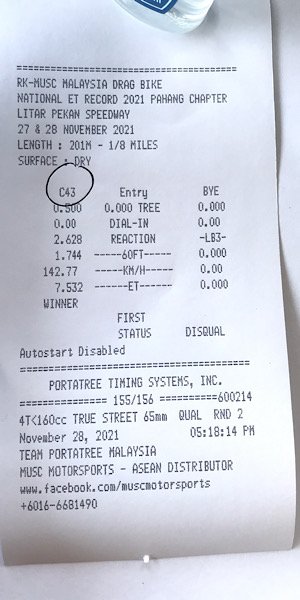 ==========================================
RK-MUSC MALAYSIA DRAG BIKE
NATIONAL ET RECORD 2021 PAHANG CHAPTER
LITAR PEKAN SPEEDWAY
27 & 28 NOVEMBER 2021
LENGTH : 201M - 1/8 MILES
SURFACE : DRY
C43 Entry BYE
0.500 0.000 TREE 0.000
0.00 DIAL-IN 0.00
2.628 REACTION -LB3-
1.744 ------60FT----- 0.000
142.77 -----KM/H----- 0.00
7.532 ------ET------ 0.000
WINNER
FIRST
STATUS DISQUAL
Autostart Disabled
==========================================
PORTATREE TIMING SYSTEMS, INC.
=============== 155/156 ==========600214
4TK160cc TRUE STREET 65mm QUAL RND 2
November 28, 2021 05:18:14 PM
TEAM PORTATREE MALAYSIA
MUSC MOTORSPORTS - ASEAN DISTRIBUTOR
www.facebook.com/muscmotorsports
+6016-6681490